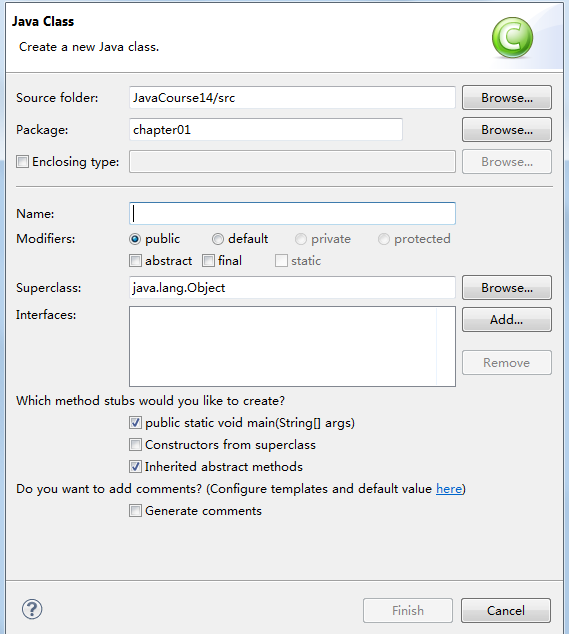 Java Class
Create a new Java class.
C
Source folder: JavaCourse14/src Browse...
Package: chapter01 Browse...
Enclosing type: Browse...
Name:
Modifiers: public default private protected
abstract final static
Superclass: java.lang.Object Browse...
Interfaces: Add...
Remove
Which method stubs would you like to create?
public static void main(String[] args)
Constructors from superclass
Inherited abstract methods
Do you want to add comments? (Configure templates and default value here)
Generate comments
? Finish Cancel